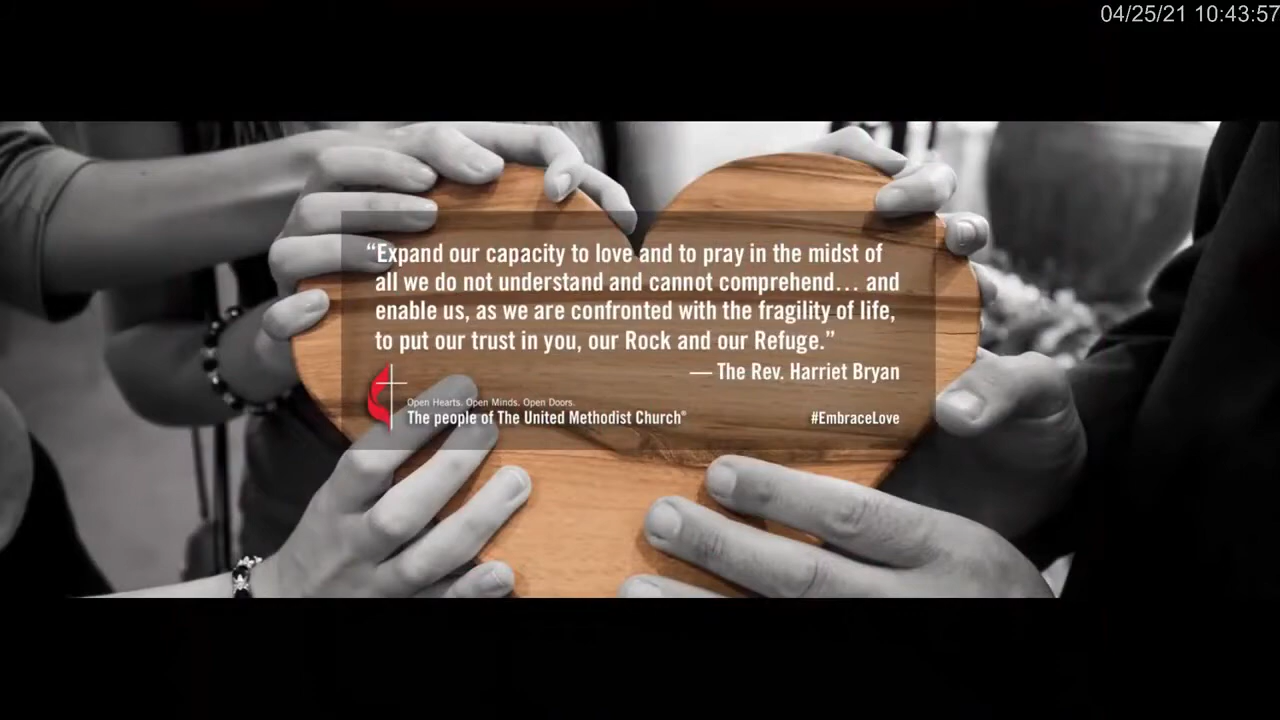 04/25/21 10:43:57
“Expand our capacity to love and to pray in the midst of
all we do not understand and cannot comprehend… and
enable us, as we are confronted with the fragility of life,
to put our trust in you, our Rock and our Refuge.”
— The Rev. Harriet Bryan
Open Hearts. Open Minds. Open Doors.
The people of The United Methodist Church®
#EmbraceLove